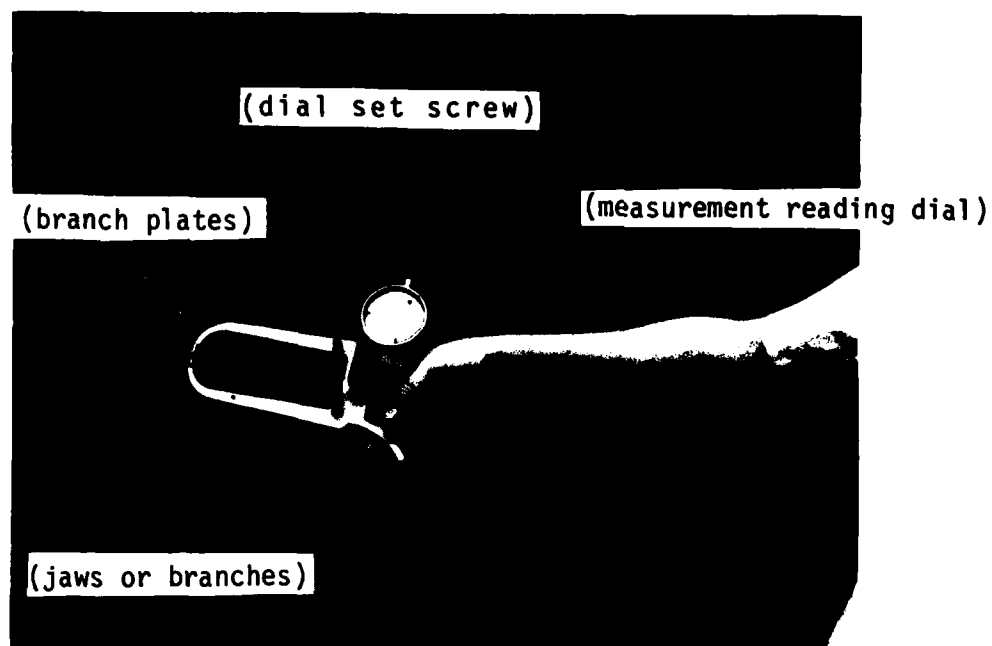 (dial set screw)
(branch plates)
(measurement reading dial)
(jaws or branches)